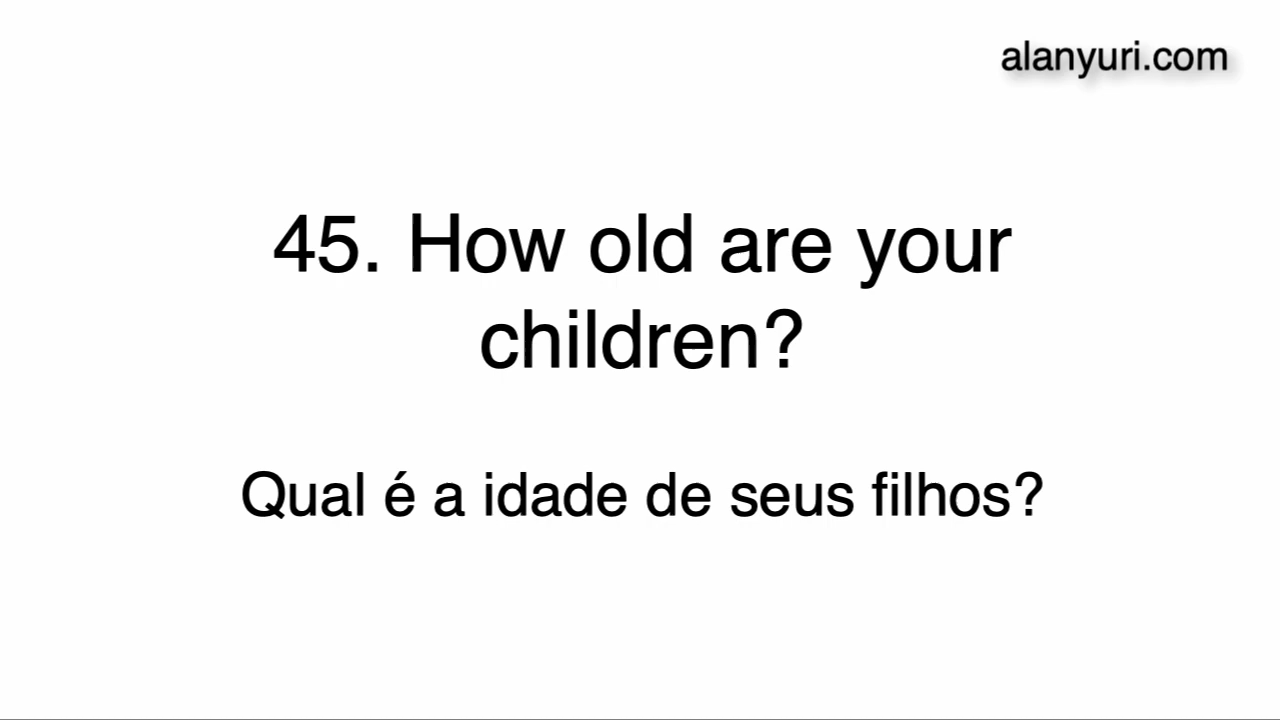 alanyuri.com
45. How old are your
children?
Qual é a idade de seus filhos?